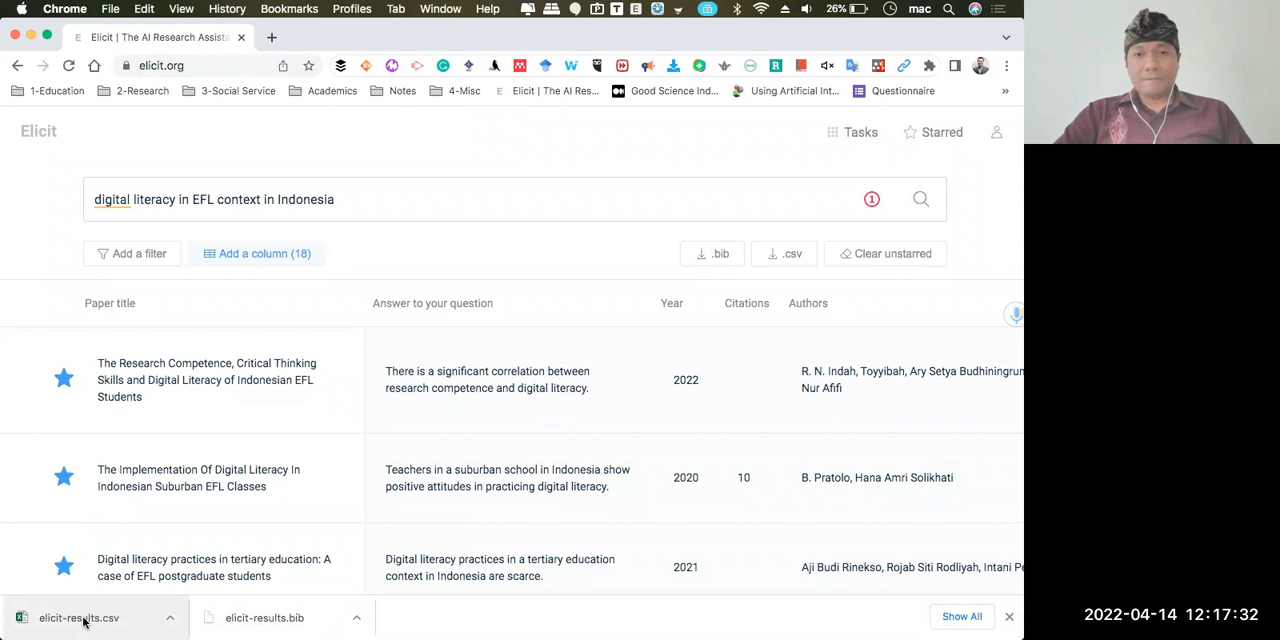 Chrome File Edit View History Bookmarks Profiles Tab Window Help 26% mac
Elicit | The AI Research Assista
elicit.org
1-Education 2-Research 3-Social Service Academics Notes 4-Misc Elicit | The AI Res... Good Science Ind... Using Artificial Int... Questionnaire »
Elicit Tasks Starred
digital literacy in EFL context in Indonesia 1
Add a filter Add a column (18) .bib .csv Clear unstarred
Paper title Answer to your question Year Citations Authors
The Research Competence, Critical Thinking
Skills and Digital Literacy of Indonesian EFL
Students
There is a significant correlation between
research competence and digital literacy.
2022
R. N. Indah, Toyyibah, Ary Setya Budhiningrun
Nur Afifi
The Implementation Of Digital Literacy In
Indonesian Suburban EFL Classes
Teachers in a suburban school in Indonesia show
positive attitudes in practicing digital literacy.
2020
10
B. Pratolo, Hana Amri Solikhati
Digital literacy practices in tertiary education: A
case of EFL postgraduate students
Digital literacy practices in a tertiary education
context in Indonesia are scarce.
2021
Aji Budi Rinekso, Rojab Siti Rodliyah, Intani Pe
elicit-results.csv elicit-results.bib Show All
2022-04-14 12:17:32